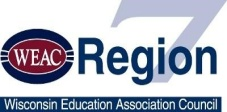 WEAC Region 7
Wisconsin Education Association Council